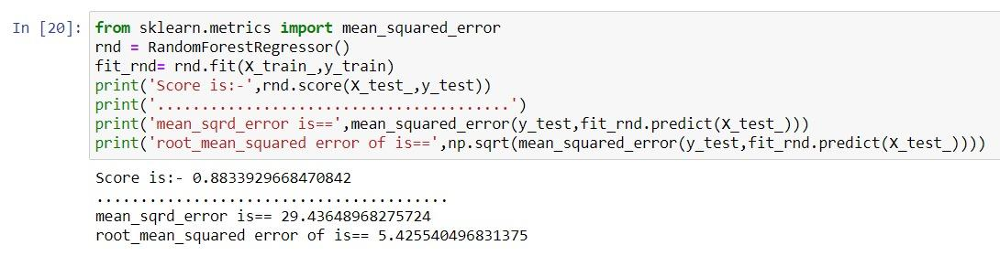 In [20]: from sklearn.metrics import mean_squared_error
rnd = RandomForestRegressor()
fit_rnd= rnd.fit(X_train_,y_train)
print('Score is:-',rnd.score(X_test_,y_test))
print('........................................')
print('mean_sqrd_error is==',mean_squared_error(y_test,fit_rnd.predict(X_test_)))
print('root_mean_squared error of is==',np.sqrt(mean_squared_error(y_test,fit_rnd.predict(X_test_))))
Score is:- 0.8833929668470842
........................................
mean_sqrd_error is== 29.43648968275724
root_mean_squared error of is== 5.425540496831375